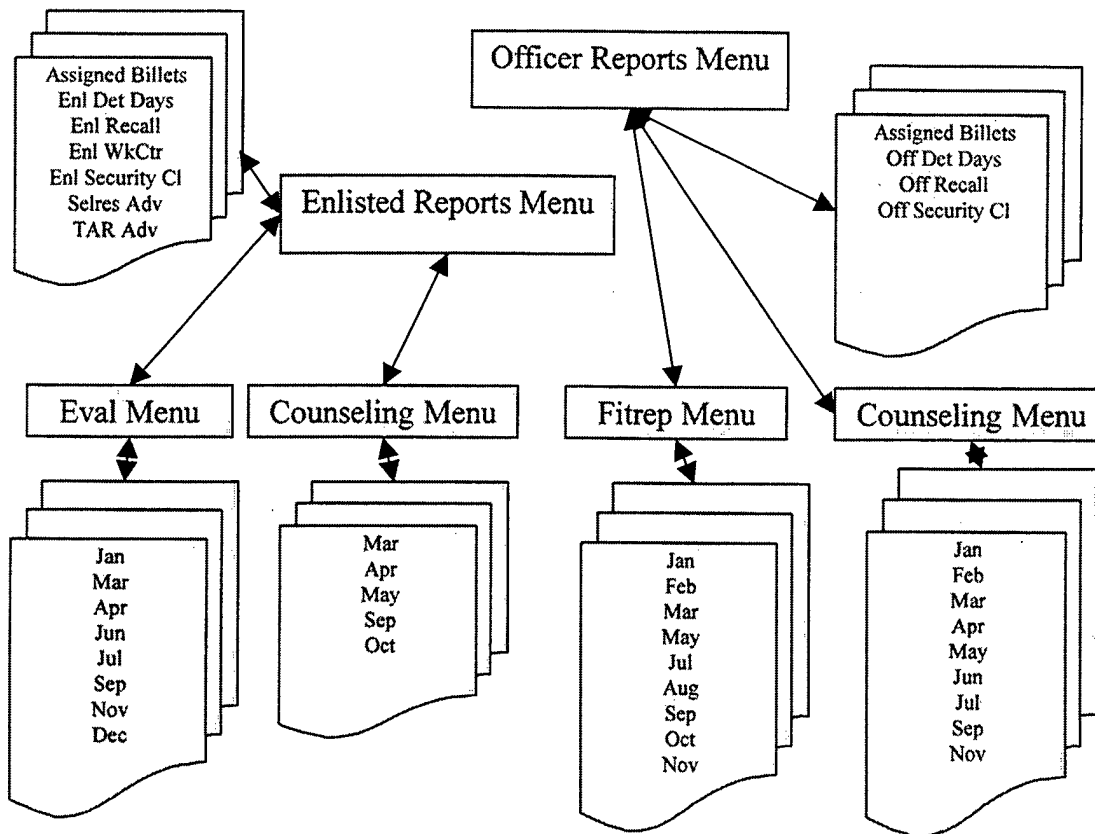 Officer Reports Menu
Assigned Billets
Enl Det Days
Enl Recall
Enl WkCtr
Enl Security Cl
Selres Adv
TAR Adv
Enlisted Reports Menu
Assigned Billets
Off Det Days
Off Recall
Off Security Cl
Eval Menu
Counseling Menu
Fitrep Menu
Counseling Menu
Jan
Mar
Apr
Jun
Jul
Sep
Nov
Dec
Mar
Apr
May
Sep
Oct
Jan
Feb
Mar
May
Jul
Aug
Sep
Oct
Nov
Jan
Feb
Mar
Apr
May
Jun
Jul
Sep
Nov